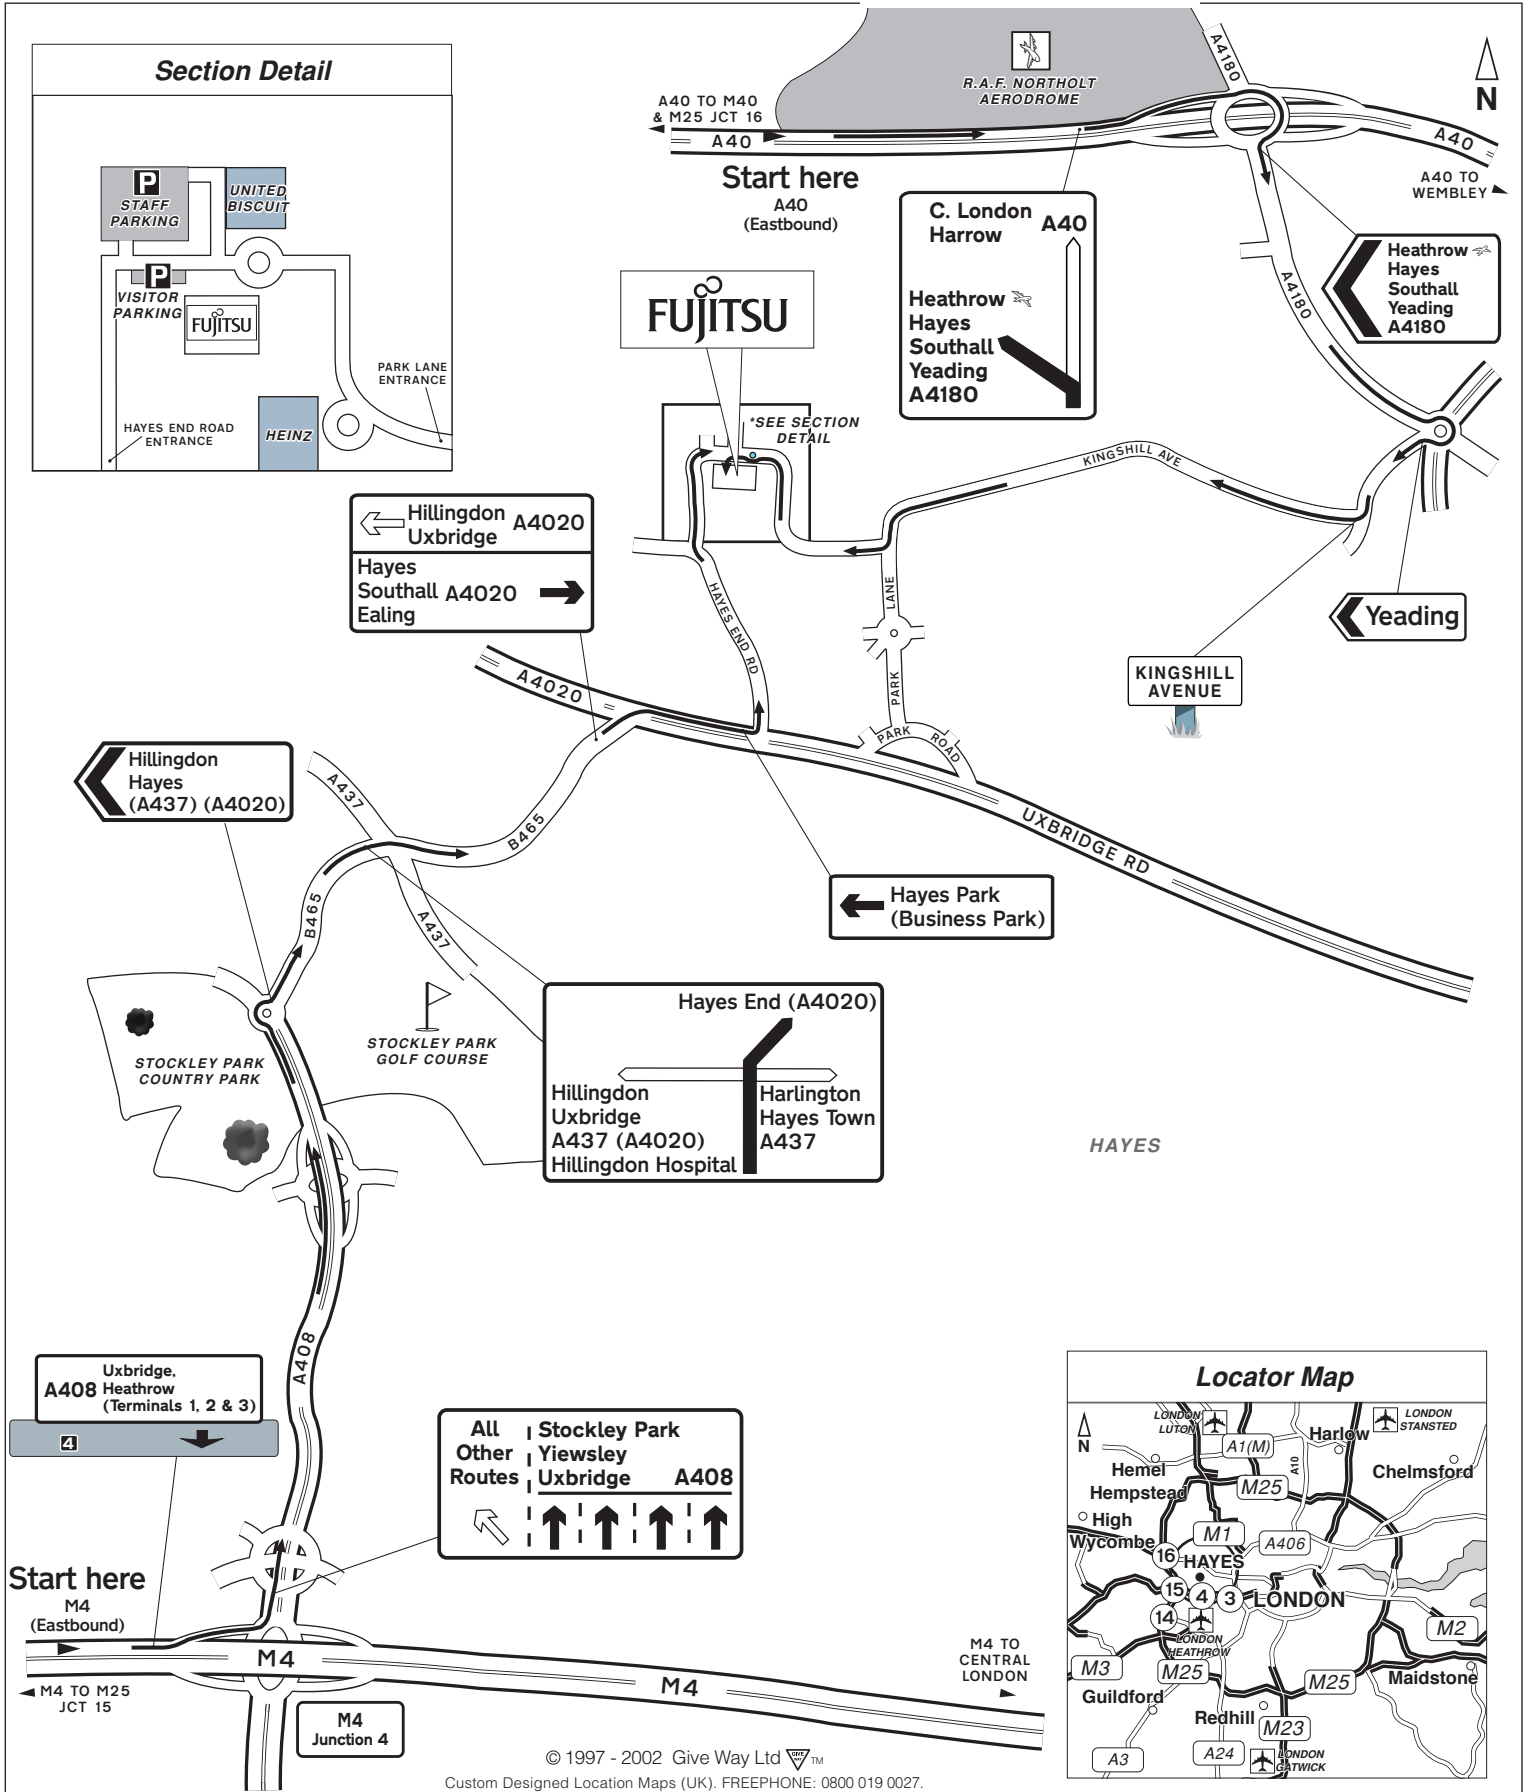 Section Detail
P
STAFF
PARKING
UNITED
BISCUIT
P
VISITOR
PARKING
FUJITSU
PARK LANE
ENTRANCE
HAYES END ROAD
ENTRANCE
HEINZ
R.A.F. NORTHOLT
AERODROME
A4180
N
A40 TO M40
& M25 JCT 16
A40
A40
Start here
A40
(Eastbound)
A40 TO
WEMBLEY
C. London
Harrow
A40
Heathrow
Hayes
Southall
Yeading
A4180
Heathrow
Hayes
Southall
Yeading
A4180
A4180
FUJITSU
*SEE SECTION
DETAIL
KINGSHILL AVE
Hillingdon
Uxbridge
A4020
Hayes
Southall
Ealing
A4020
HAYES END RD
LANE
PARK
PARK
ROAD
Yeading
KINGSHILL
AVENUE
A4020
UXBRIDGE RD
Hillingdon
Hayes
(A437) (A4020)
A437
B465
B465
A437
Hayes Park
(Business Park)
STOCKLEY PARK
COUNTRY PARK
STOCKLEY PARK
GOLF COURSE
Hayes End (A4020)
Hillingdon
Uxbridge
A437 (A4020)
Hillingdon Hospital
Harlington
Hayes Town
A437
HAYES
A408
A408
Uxbridge,
Heathrow
(Terminals 1, 2 & 3)
4
All
Other
Routes
Stockley Park
Yiewsley
Uxbridge
A408
Start here
M4
(Eastbound)
M4
M4
M4 TO M25
JCT 15
M4
Junction 4
M4 TO
CENTRAL
LONDON
Locator Map
N
LONDON
LUTON
A1(M)
Harlow
LONDON
STANSTED
A10
Hemel
Hempstead
M25
Chelmsford
High
Wycombe
M1
A406
16
HAYES
15
4
3
LONDON
14
LONDON
HEATHROW
M2
M3
M25
M25
Maidstone
Guildford
Redhill
M23
A3
A24
LONDON
GATWICK
© 1997 - 2002 Give Way Ltd GIVE WAY TM
Custom Designed Location Maps (UK). FREEPHONE: 0800 019 0027.